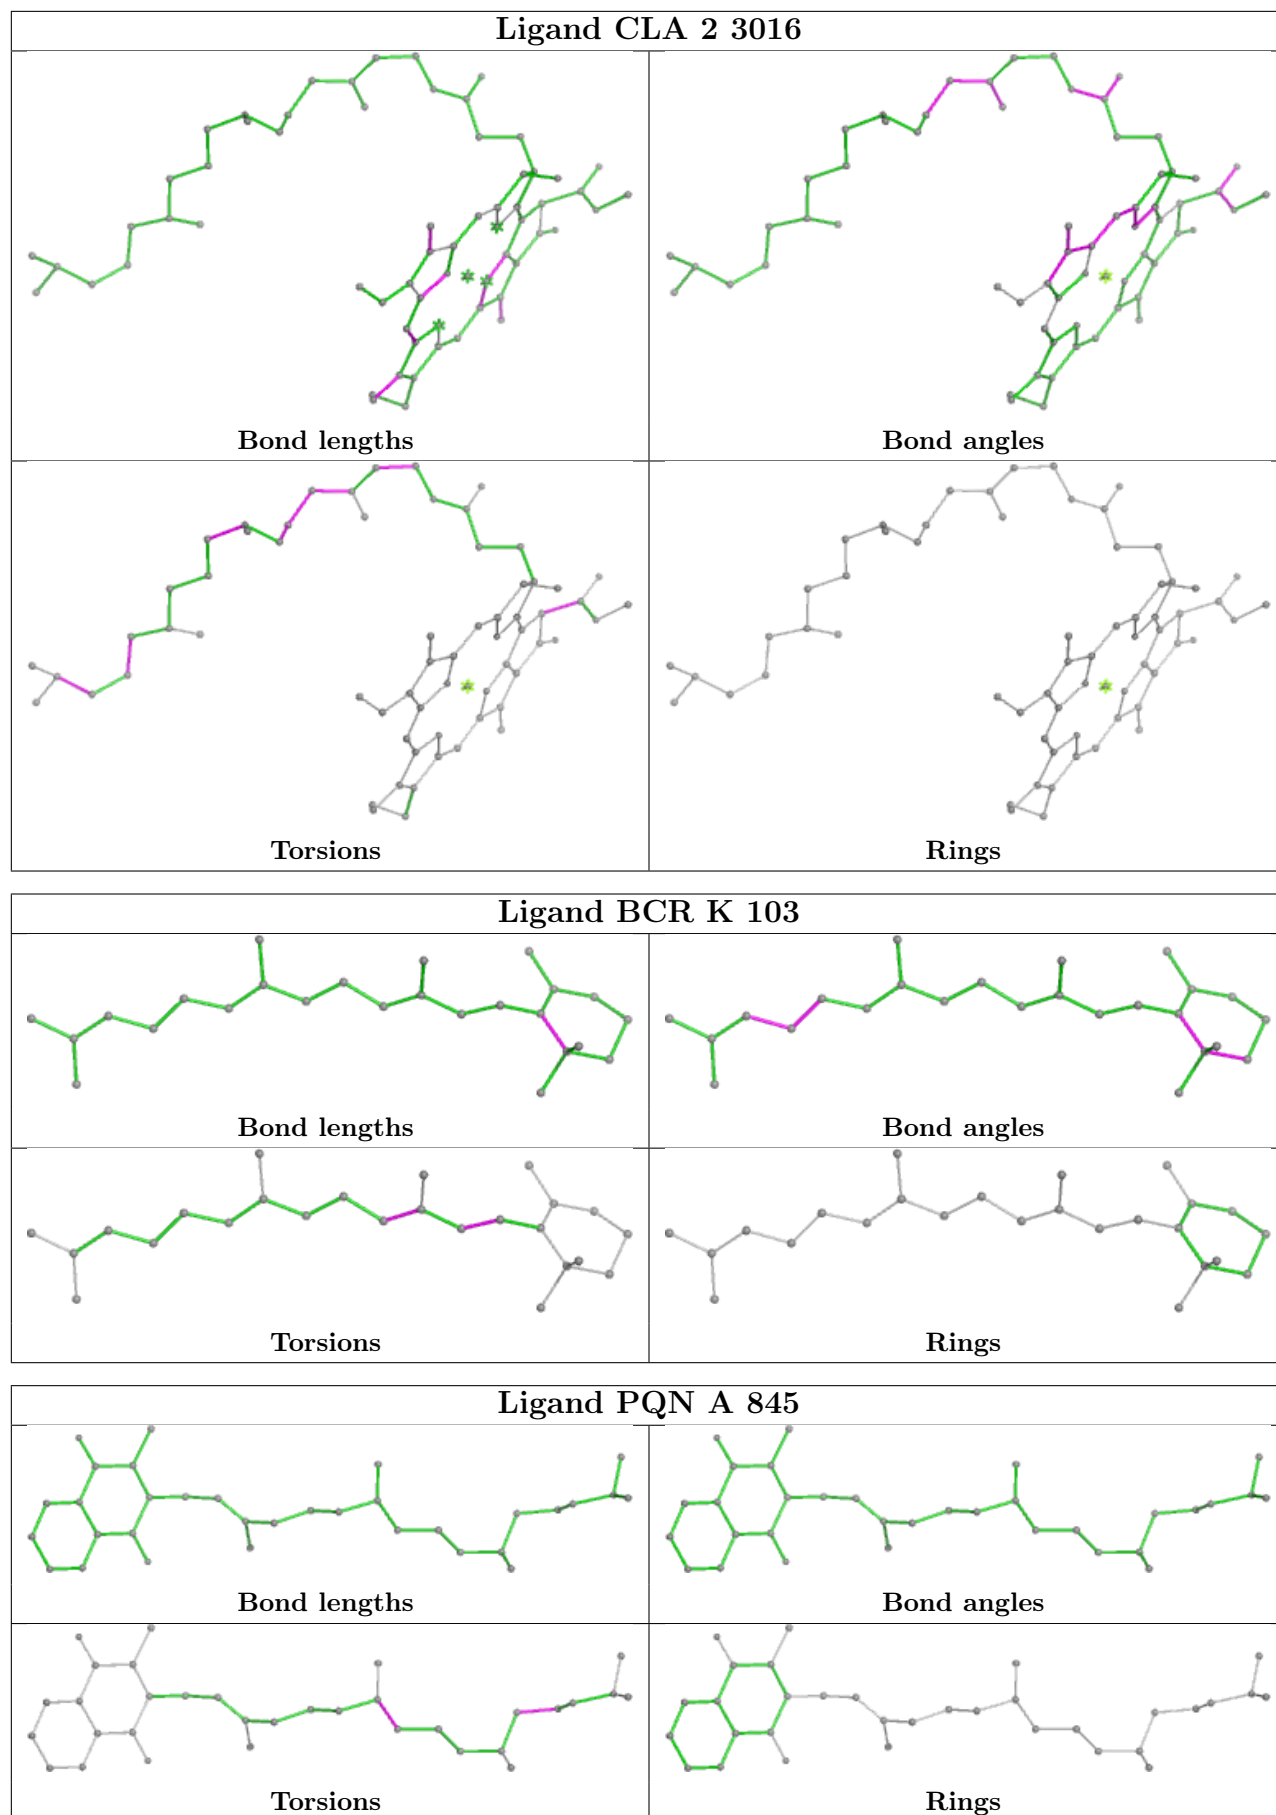 Ligand CLA 2 3016
Bond lengths
Bond angles
Torsions
Rings
Ligand BCR K 103
Bond lengths
Bond angles
Torsions
Rings
Ligand PQN A 845
Bond lengths
Bond angles
Torsions
Rings